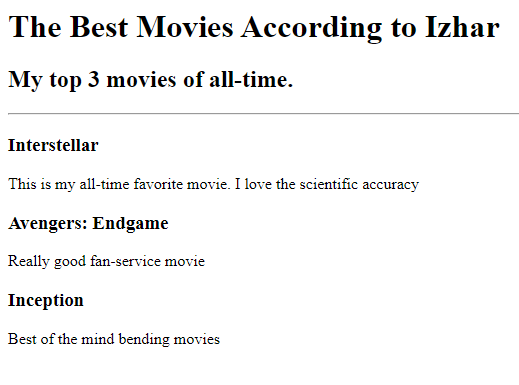 The Best Movies According to Izhar
My top 3 movies of all-time.
Interstellar
This is my all-time favorite movie. I love the scientific accuracy
Avengers: Endgame
Really good fan-service movie
Inception
Best of the mind bending movies